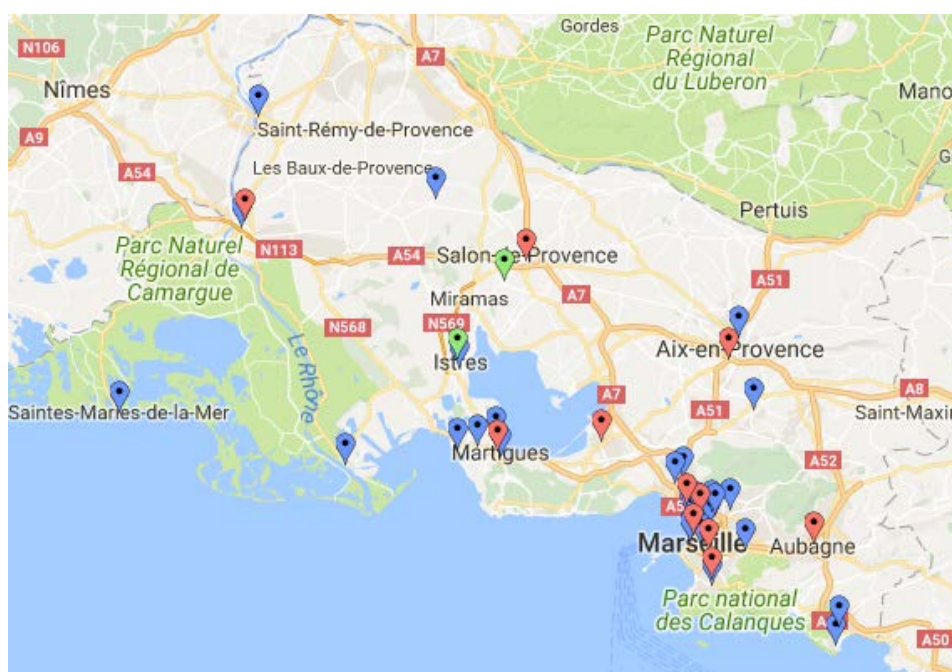 Gordes
N106
A7
Parc Naturel
Régional
du Luberon
Nîmes
Mano
Saint-Rémy-de-Provence
A9
G
Les Baux-de-Provence
A54
Pertuis
Parc Naturel
Régional de
Camargue
N113
A54
Salon-de-Provence
A51
A7
Miramas
N568
N569
Istres
Aix-en-Provence
Le Rhône
A7
A8
Saintes-Maries-de-la-Mer
A51
Saint-Maxi
Martigues
A52
Marseille
Aubagne
Parc national
des Calanques
A50